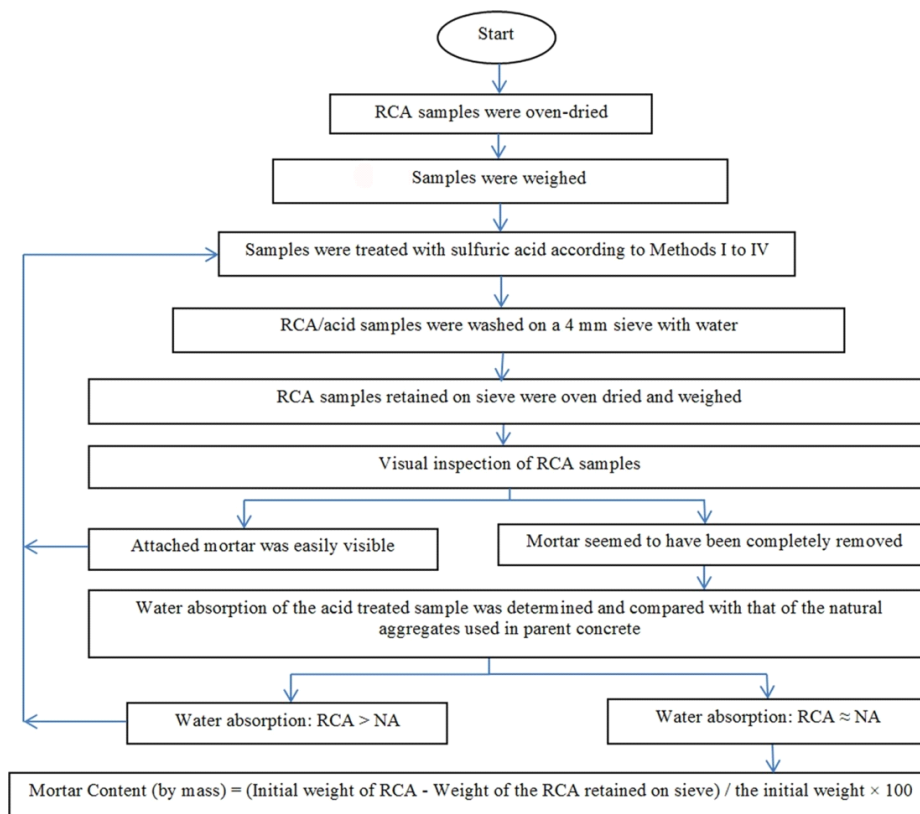 Start
RCA samples were oven-dried
Samples were weighed
Samples were treated with sulfuric acid according to Methods I to IV
RCA/acid samples were washed on a 4 mm sieve with water
RCA samples retained on sieve were oven dried and weighed
Visual inspection of RCA samples
Attached mortar was easily visible
Mortar seemed to have been completely removed
Water absorption of the acid treated sample was determined and compared with that of the natural
aggregates used in parent concrete
Water absorption: RCA > NA
Water absorption: RCA ≈ NA
Mortar Content (by mass) = (Initial weight of RCA - Weight of the RCA retained on sieve) / the initial weight × 100